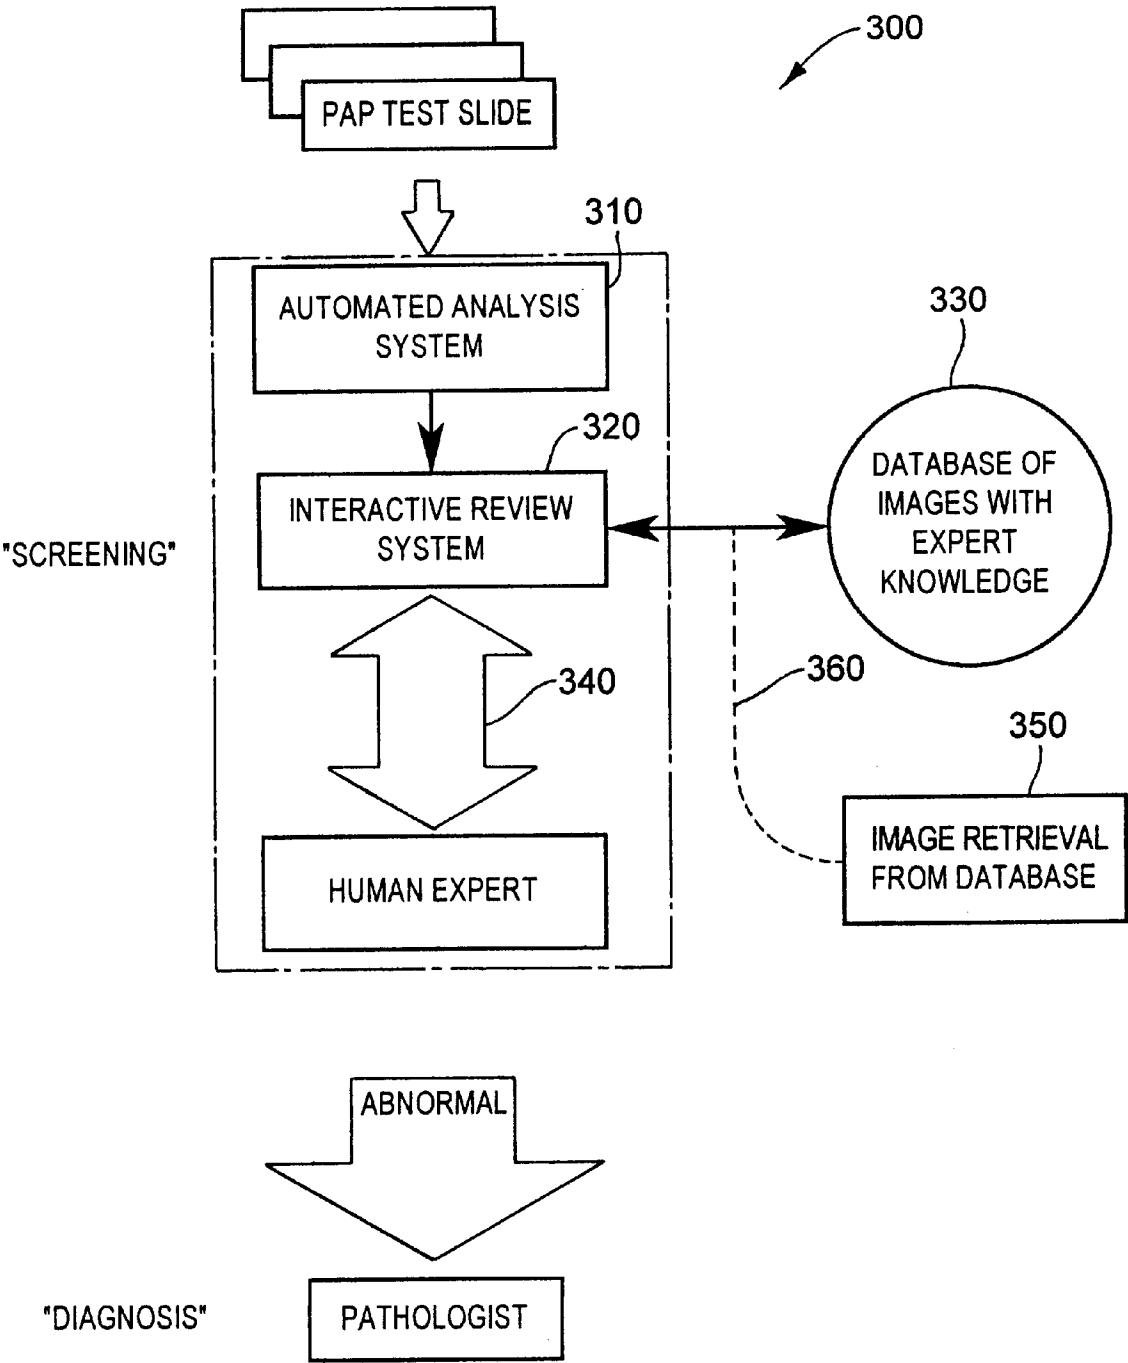 300
PAP TEST SLIDE
310
AUTOMATED ANALYSIS
SYSTEM
330
320
INTERACTIVE REVIEW
SYSTEM
DATABASE OF
IMAGES WITH
EXPERT
KNOWLEDGE
"SCREENING"
340
360
350
IMAGE RETRIEVAL
FROM DATABASE
HUMAN EXPERT
ABNORMAL
"DIAGNOSIS"
PATHOLOGIST